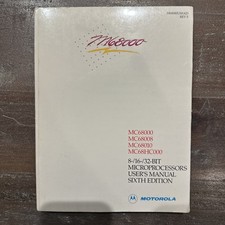 M68000
MC68000
MC68008
MC68010
MC68HC000
8-/16-/32-BIT
MICROPROCESSORS
USER'S MANUAL
SIXTH EDITION
MOTOROLA